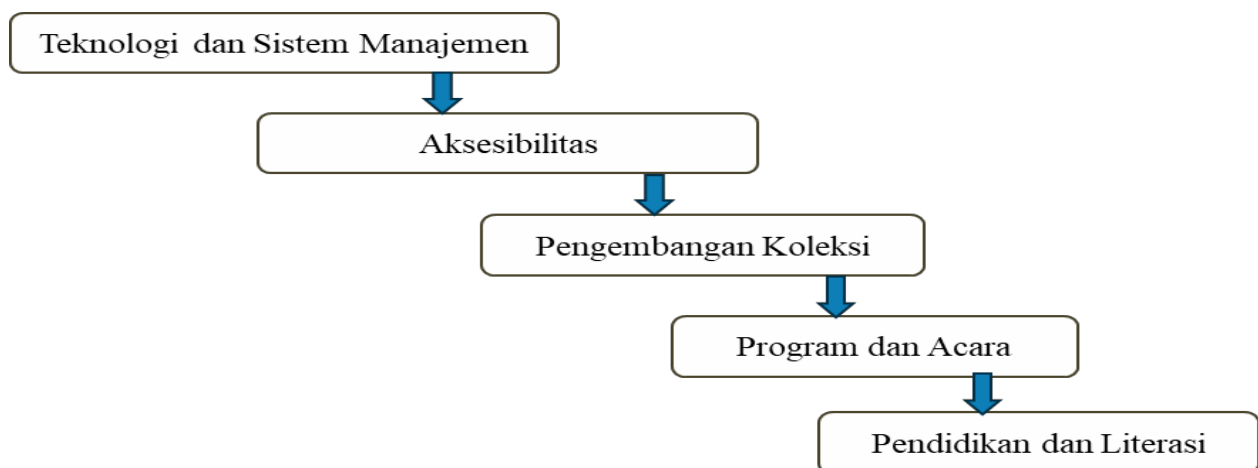 Teknologi dan Sistem Manajemen
Aksesibilitas
Pengembangan Koleksi
Program dan Acara
Pendidikan dan Literasi